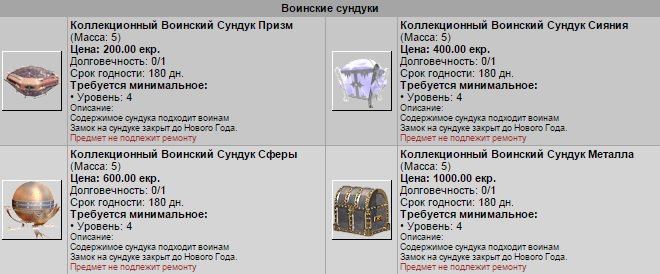 Воинские сундуки
Коллекционный Воинский Сундук Призм
(Масса: 5)
Цена: 200.00 екр.
Долговечность: 0/1
Срок годности: 180 дн.
Требуется минимальное:
• Уровень: 4
Описание:
Содержимое сундука подходит воинам
Замок на сундуке закрыт до Нового Года.
Предмет не подлежит ремонту
Коллекционный Воинский Сундук Сияния
(Масса: 5)
Цена: 400.00 екр.
Долговечность: 0/1
Срок годности: 180 дн.
Требуется минимальное:
• Уровень: 4
Описание:
Содержимое сундука подходит воинам
Замок на сундуке закрыт до Нового Года.
Предмет не подлежит ремонту
Коллекционный Воинский Сундук Сферы
(Масса: 5)
Цена: 600.00 екр.
Долговечность: 0/1
Срок годности: 180 дн.
Требуется минимальное:
• Уровень: 4
Описание:
Содержимое сундука подходит воинам
Замок на сундуке закрыт до Нового Года.
Предмет не подлежит ремонту
Коллекционный Воинский Сундук Металла
(Масса: 5)
Цена: 1000.00 екр.
Долговечность: 0/1
Срок годности: 180 дн.
Требуется минимальное:
• Уровень: 4
Описание:
Содержимое сундука подходит воинам
Замок на сундуке закрыт до Нового Года.
Предмет не подлежит ремонту